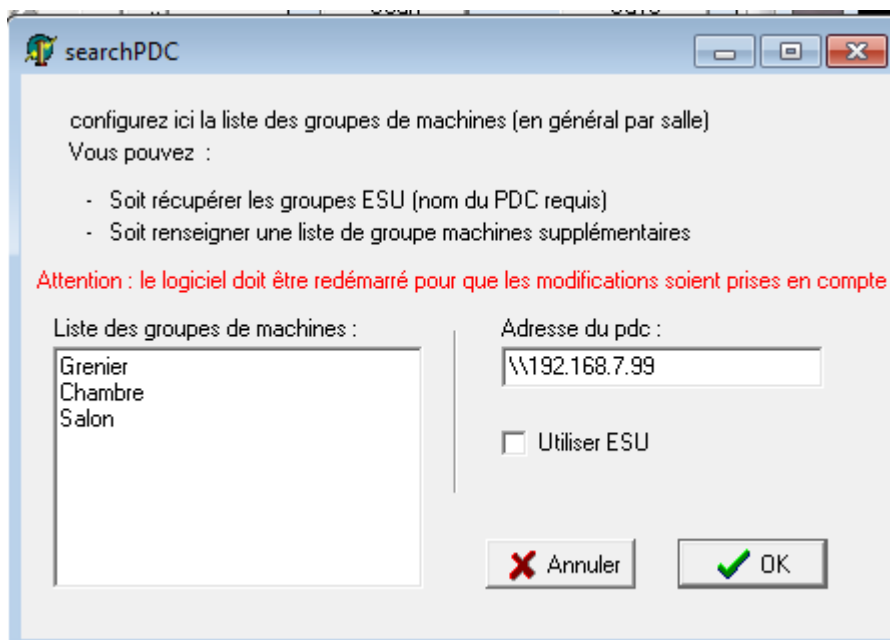 searchPDC
configurez ici la liste des groupes de machines (en général par salle)
Vous pouvez :
- Soit récupérer les groupes ESU (nom du PDC requis)
- Soit renseigner une liste de groupe machines supplémentaires
Attention : le logiciel doit être redémarré pour que les modifications soient prises en compte
Liste des groupes de machines :
Grenier
Chambre
Salon
Adresse du pdc :
\\192.168.7.99
Utiliser ESU
Annuler
OK